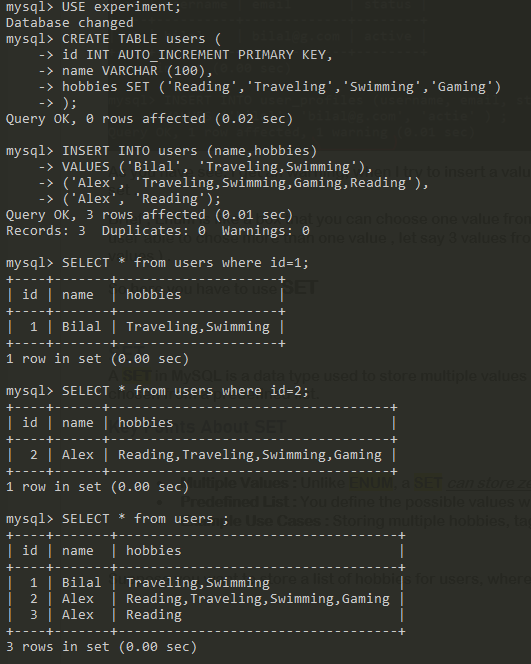 mysql> USE experiment;
Database changed
mysql> CREATE TABLE users (
    -> id INT AUTO_INCREMENT PRIMARY KEY,
    -> name VARCHAR (100),
    -> hobbies SET ('Reading','Traveling','Swimming','Gaming')
    -> );
Query OK, 0 rows affected (0.02 sec)
mysql> INSERT INTO users (name,hobbies)
    -> VALUES ('Bilal', 'Traveling,Swimming'),
    -> ('Alex', 'Traveling,Swimming,Gaming,Reading'),
    -> ('Alex', 'Reading');
Query OK, 3 rows affected (0.01 sec)
Records: 3  Duplicates: 0  Warnings: 0
mysql> SELECT * from users where id=1;
+----+-------+--------------------+
| id | name  | hobbies            |
+----+-------+--------------------+
|  1 | Bilal | Traveling,Swimming |
+----+-------+--------------------+
1 row in set (0.00 sec)
mysql> SELECT * from users where id=2;
+----+------+-----------------------------------+
| id | name | hobbies                           |
+----+------+-----------------------------------+
|  2 | Alex | Reading,Traveling,Swimming,Gaming |
+----+------+-----------------------------------+
1 row in set (0.00 sec)
mysql> SELECT * from users ;
+----+-------+-----------------------------------+
| id | name  | hobbies                           |
+----+-------+-----------------------------------+
|  1 | Bilal | Traveling,Swimming                |
|  2 | Alex  | Reading,Traveling,Swimming,Gaming |
|  3 | Alex  | Reading                           |
+----+-------+-----------------------------------+
3 rows in set (0.00 sec)